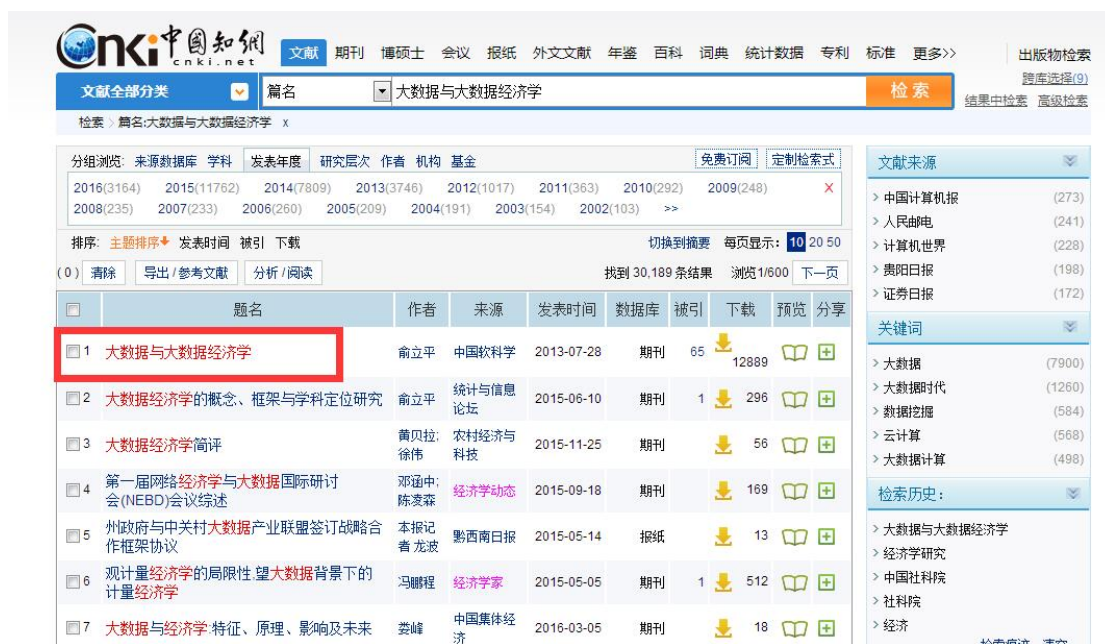 Cnki中国知网
cnki.net
文献 期刊 博硕士 会议 报纸 外文文献 年鉴 百科 词典 统计数据 专利 标准 更多>> 出版物检索
文献全部分类 篇名 大数据与大数据经济学 检索 跨库选择(9)
结果中检索 高级检索
检索 > 篇名:大数据与大数据经济学 x
分组浏览: 来源数据库 学科 发表年度 研究层次 作者 机构 基金 免费订阅 定制检索式
2016(3164) 2015(11762) 2014(7809) 2013(3746) 2012(1017) 2011(363) 2010(292) 2009(248) X
2008(235) 2007(233) 2006(260) 2005(209) 2004(191) 2003(154) 2002(103) >>
排序: 主题排序 发表时间 被引 下载 切换到摘要 每页显示: 10 20 50
(0) 清除 导出/参考文献 分析/阅读 找到 30,189 条结果 浏览1/600 下一页
题名 作者 来源 发表时间 数据库 被引 下载 预览 分享
1 大数据与大数据经济学 俞立平 中国软科学 2013-07-28 期刊 65 12889
2 大数据经济学的概念、框架与学科定位研究 俞立平 统计与信息论坛 2015-06-10 期刊 1 296
3 大数据经济学简评 黄贝拉; 徐伟 农村经济与科技 2015-11-25 期刊 56
4 第一届网络经济学与大数据国际研讨
会(NEBD)会议综述 邓涵中; 陈凌霖 经济学动态 2015-09-18 期刊 169
5 州政府与中关村大数据产业联盟签订战略合
作框架协议 本报记者 龙波 黔西南日报 2015-05-14 报纸 13
6 观计量经济学的局限性,望大数据背景下的
计量经济学 冯鹏程 经济学家 2015-05-05 期刊 1 512
7 大数据与经济学:特征、原理、影响及未来 娄峰 中国集体经济 2016-03-05 期刊 18
文献来源
> 中国计算机报 (273)
> 人民邮电 (241)
> 计算机世界 (228)
> 贵阳日报 (198)
> 证券日报 (172)
关键词
> 大数据 (7900)
> 大数据时代 (1260)
> 数据挖掘 (584)
> 云计算 (568)
> 大数据计算 (498)
检索历史:
> 大数据与大数据经济学
> 经济学研究
> 中国社科院
> 社科院
> 经济
检索痕迹 清空